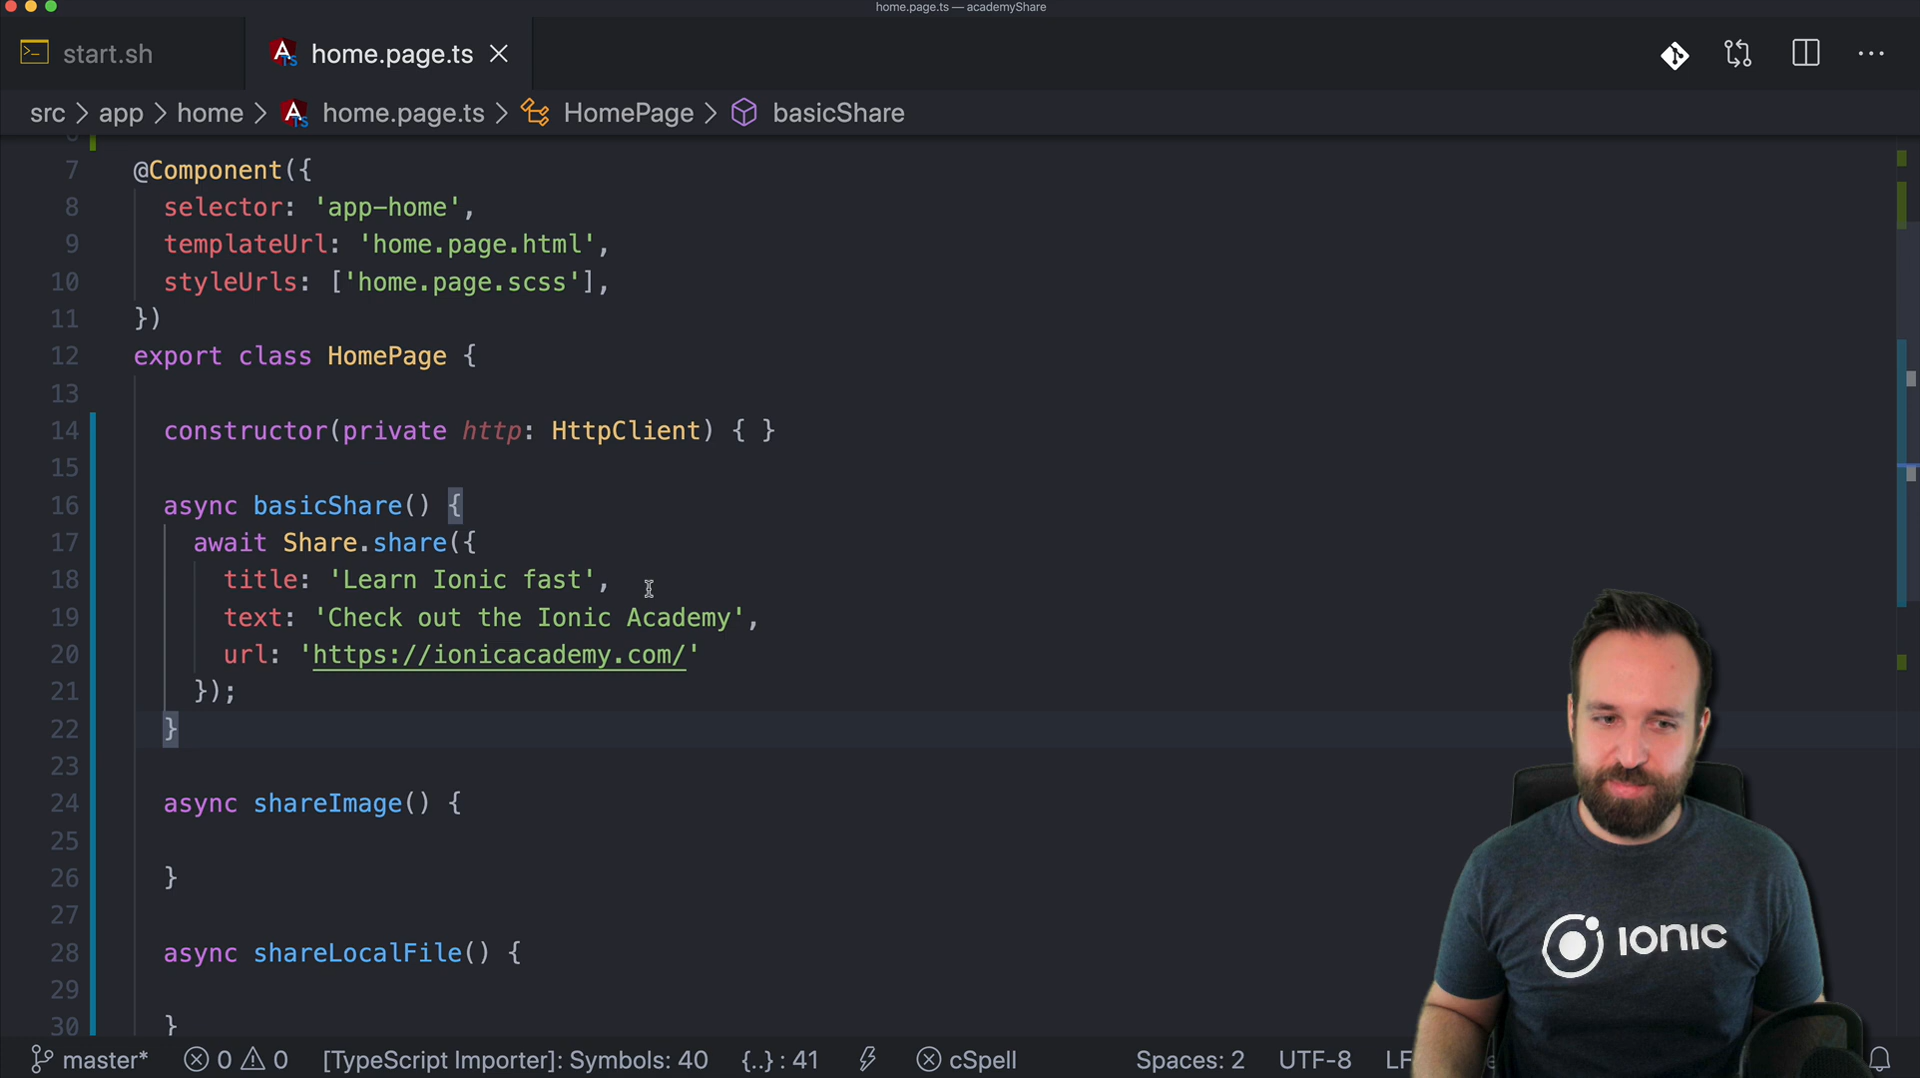 home.page.ts — academyShare
start.sh
home.page.ts
src > app > home > home.page.ts > HomePage > basicShare
7 @Component({
8 selector: 'app-home',
9 templateUrl: 'home.page.html',
10 styleUrls: ['home.page.scss'],
11 })
12 export class HomePage {
13
14 constructor(private http: HttpClient) { }
15
16 async basicShare() {
17 await Share.share({
18 title: 'Learn Ionic fast',
19 text: 'Check out the Ionic Academy',
20 url: 'https://ionicacademy.com/'
21 });
22 }
23
24 async shareImage() {
25
26 }
27
28 async shareLocalFile() {
29
30 }
IONIC
master* 0 0 [TypeScript Importer]: Symbols: 40 {..} : 41 cSpell Spaces: 2 UTF-8 LF